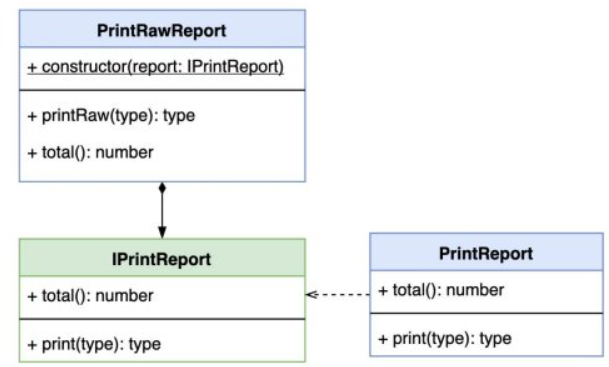 PrintRawReport
+ constructor(report: IPrintReport)
+ printRaw(type): type
+ total(): number
IPrintReport
+ total(): number
+ print(type): type
PrintReport
+ total(): number
+ print(type): type